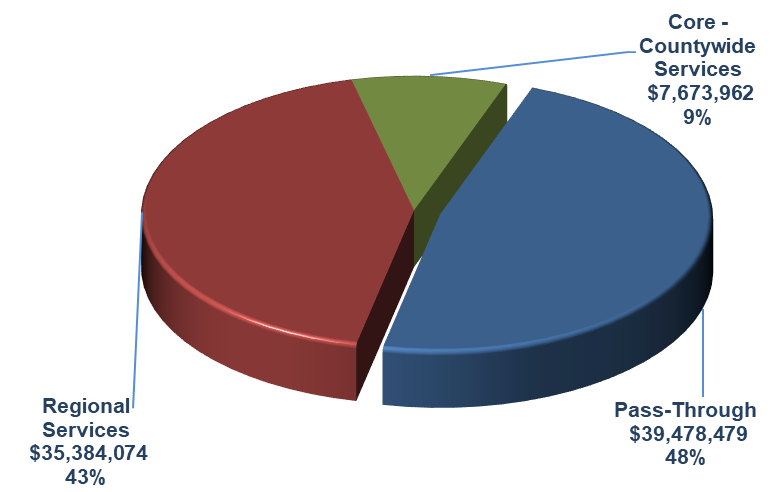 Core -
Countywide
Services
$7,673,962
9%
Regional
Services
$35,384,074
43%
Pass-Through
$39,478,479
48%